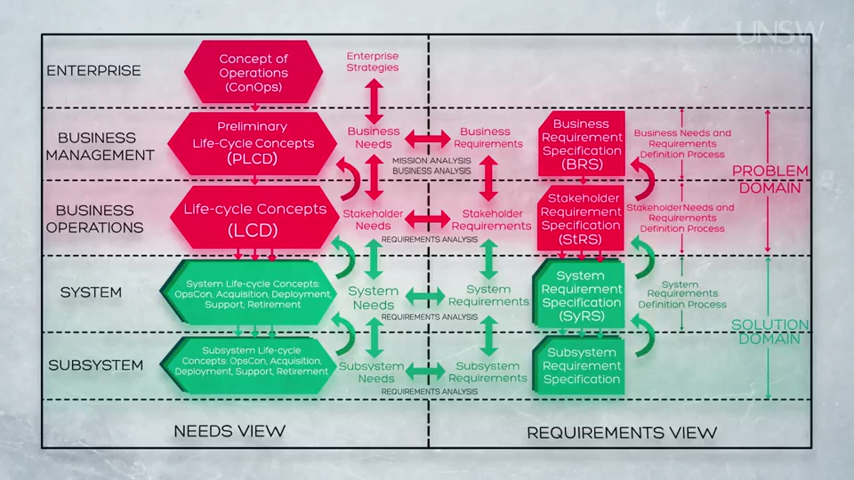 UNSW
AUSTRALIA
ENTERPRISE
Concept of
Operations
(ConOps)
Enterprise
Strategies
BUSINESS
MANAGEMENT
Preliminary
Life-Cycle Concepts
(PLCD)
Business
Needs
Business
Requirements
MISSION ANALYSIS
BUSINESS ANALYSIS
Business
Requirement
Specification
(BRS)
Business Needs and
Requirements
Definition Process
PROBLEM
DOMAIN
BUSINESS
OPERATIONS
Life-cycle Concepts
(LCD)
Stakeholder
Needs
Stakeholder
Requirements
REQUIREMENTS ANALYSIS
Stakeholder
Requirement
Specification
(StRS)
Stakeholder Needs and
Requirements
Definition Process
SYSTEM
System Life-cycle Concepts:
OpsCon, Acquisition, Deployment,
Support, Retirement
System
Needs
System
Requirements
REQUIREMENTS ANALYSIS
System
Requirement
Specification
(SyRS)
System
Requirements
Definition Process
SOLUTION
DOMAIN
SUBSYSTEM
Subsystem Life-cycle
Concepts: OpsCon, Acquisition,
Deployment, Support, Retirement
Subsystem
Needs
Subsystem
Requirements
REQUIREMENTS ANALYSIS
Subsystem
Requirement
Specification
NEEDS VIEW
REQUIREMENTS VIEW